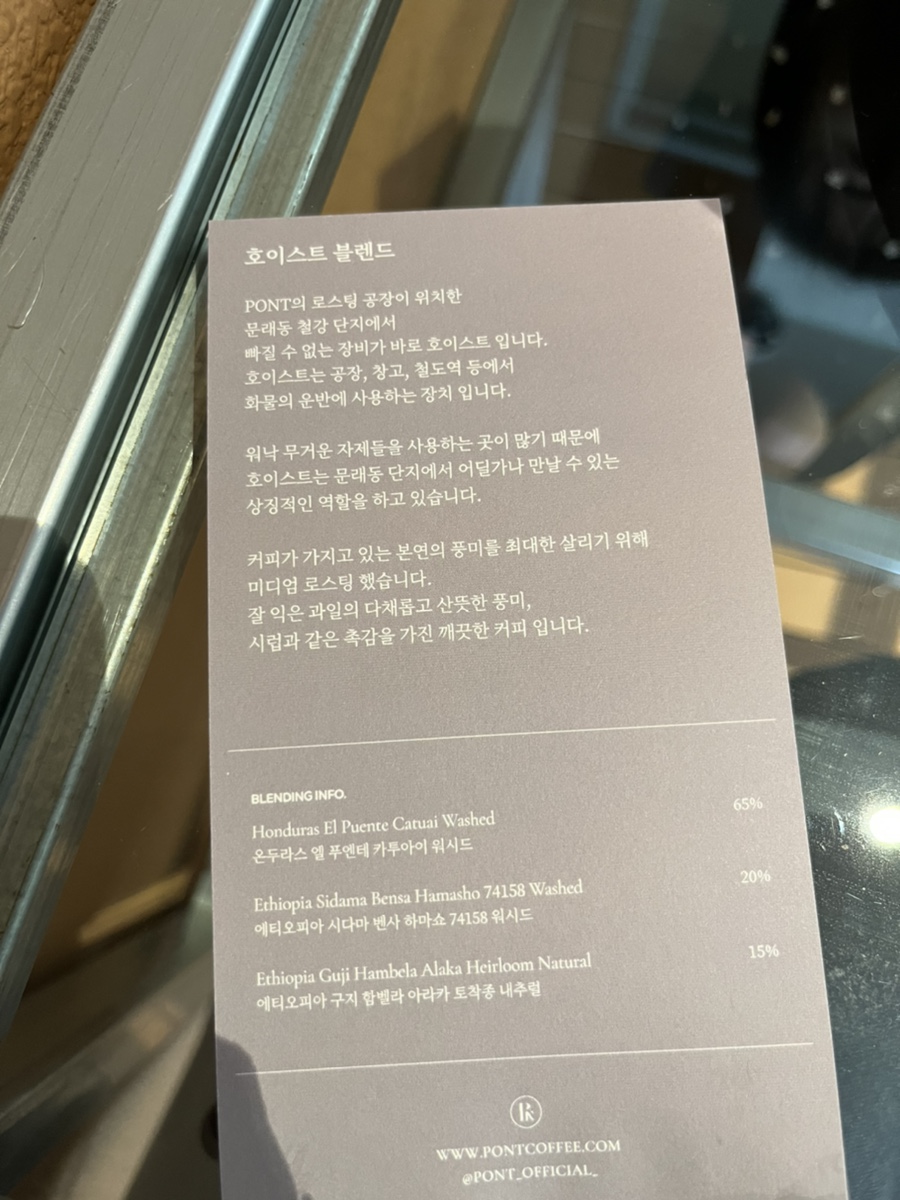 호이스트 블렌드
PONT의 로스팅 공장이 위치한
문래동 철강 단지에서
빠질 수 없는 장비가 바로 호이스트 입니다.
호이스트는 공장, 창고, 철도역 등에서
화물의 운반에 사용하는 장치 입니다.
워낙 무거운 자제들을 사용하는 곳이 많기 때문에
호이스트는 문래동 단지에서 어딜가나 만날 수 있는
상징적인 역할을 하고 있습니다.
커피가 가지고 있는 본연의 풍미를 최대한 살리기 위해
미디엄 로스팅 했습니다.
잘 익은 과일의 다채롭고 산뜻한 풍미,
시럽과 같은 촉감을 가진 깨끗한 커피 입니다.
BLENDING INFO.
Honduras El Puente Catuai Washed 65%
온두라스 엘 푸엔테 카투아이 워시드
Ethiopia Sidama Bensa Hamasho 74158 Washed 20%
에티오피아 시다마 벤사 하마쇼 74158 워시드
Ethiopia Guji Hambela Alaka Heirloom Natural 15%
에티오피아 구지 함벨라 아라카 토착종 내추럴
WWW.PONTCOFFEE.COM
@PONT_OFFICIAL_